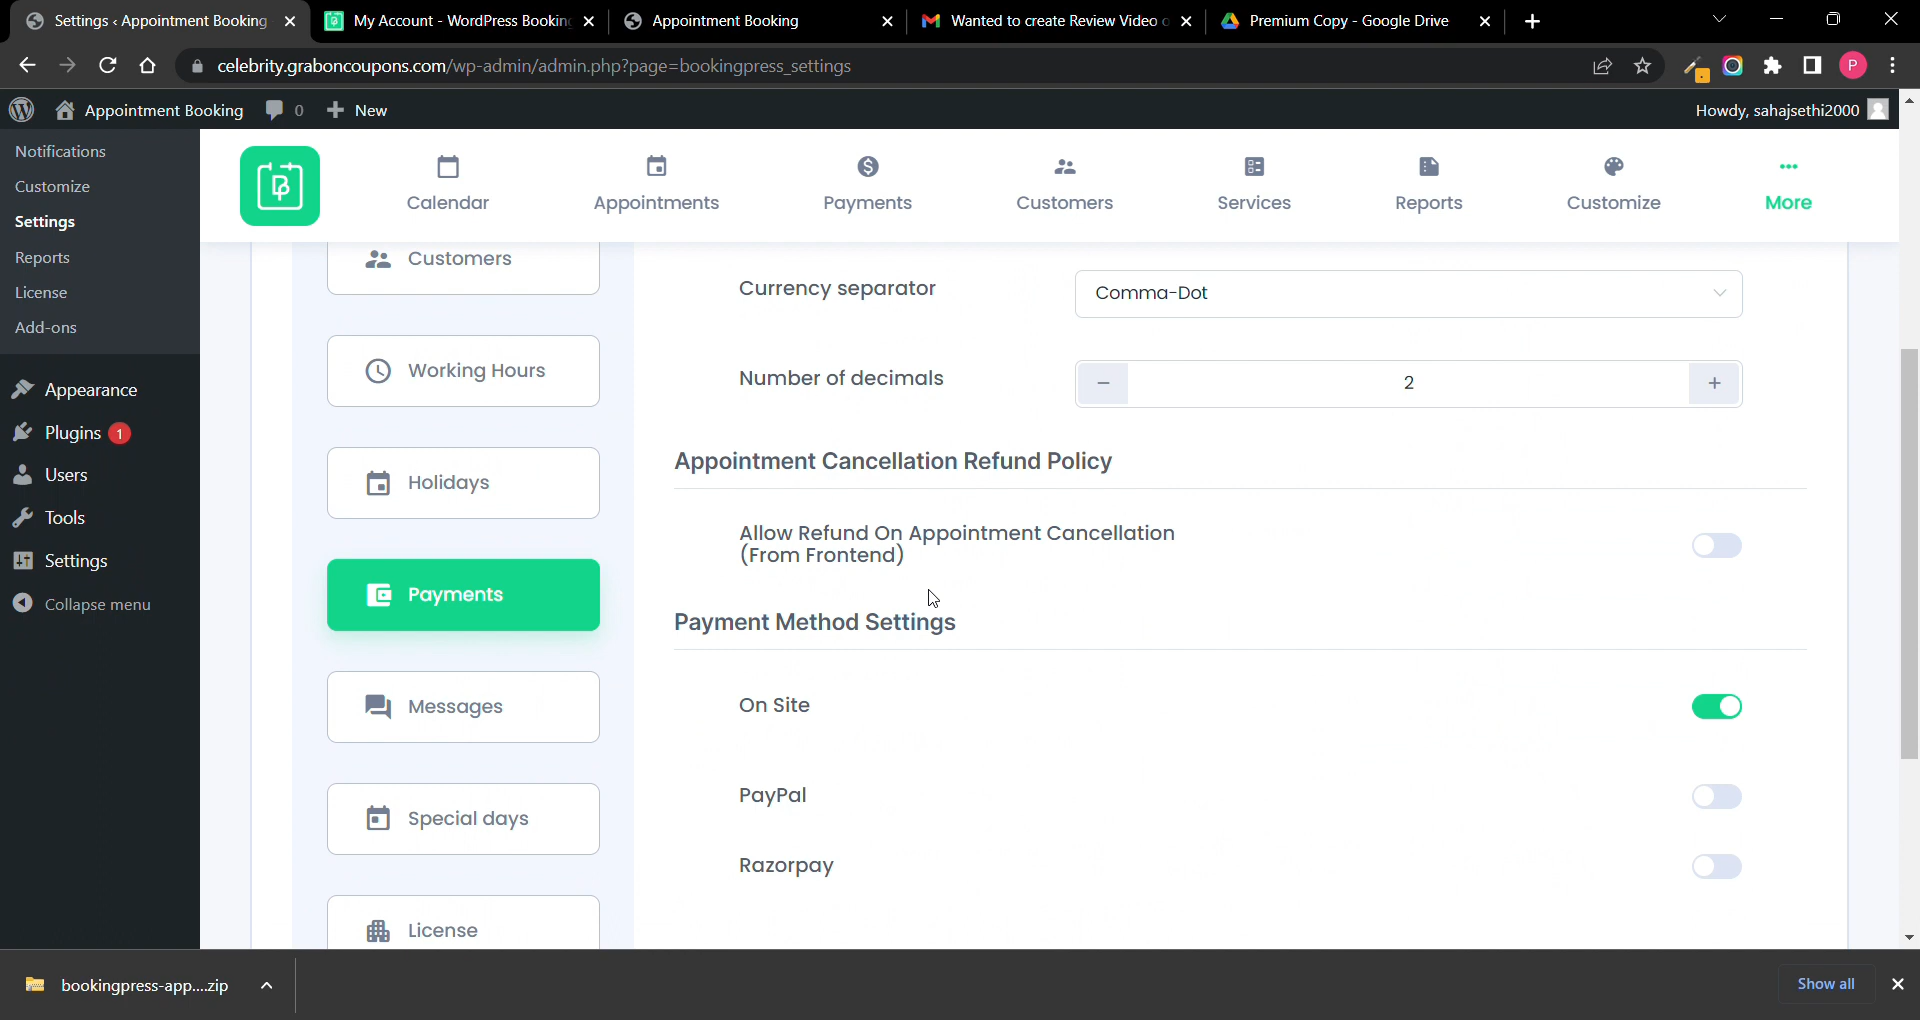 Settings ‹ Appointment Booking
My Account - WordPress Booking
Appointment Booking
Wanted to create Review Video o
Premium Copy - Google Drive
celebrity.graboncoupons.com/wp-admin/admin.php?page=bookingpress_settings
P
Appointment Booking
0
New
Howdy, sahajsethi2000
Notifications
Customize
Settings
Reports
License
Add-ons
Appearance
Plugins 1
Users
Tools
Settings
Collapse menu
Calendar
Appointments
Payments
Customers
Services
Reports
Customize
More
Customers
Working Hours
Holidays
Payments
Messages
Special days
License
Currency separator
Comma-Dot
Number of decimals
− 2 +
Appointment Cancellation Refund Policy
Allow Refund On Appointment Cancellation
(From Frontend)
Payment Method Settings
On Site
PayPal
Razorpay
bookingpress-app....zip
Show all